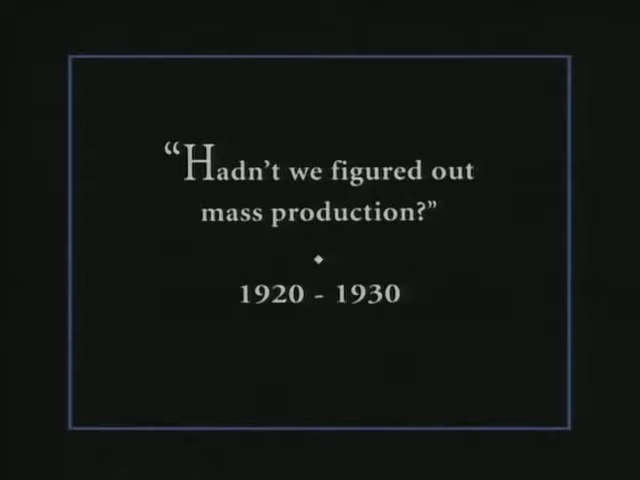 “Hadn’t we figured out
mass production?”
1920 - 1930